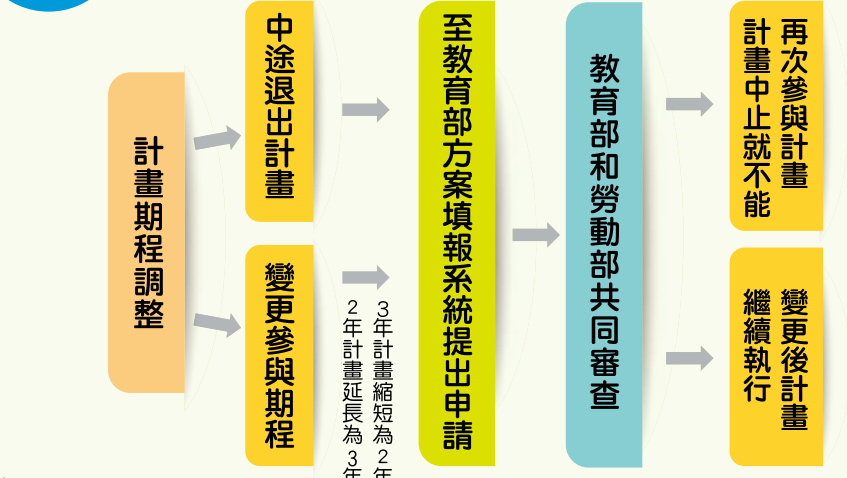 計畫期程調整
中途退出計畫
變更參與期程
2年計畫延長為3年
3年計畫縮短為2年
至教育部方案填報系統提出申請
教育部和勞動部共同審查
計畫中止就不能
再次參與計畫
變更後計畫
繼續執行